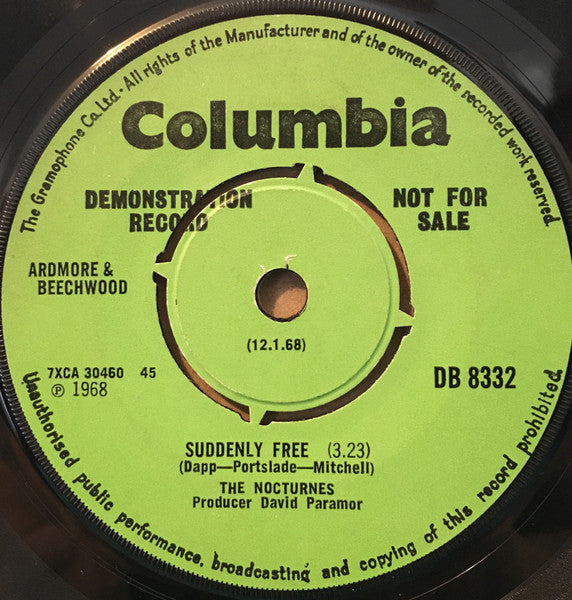 The Gramophone Co. Ltd. - All rights of the Manufacturer and of the owner of the recorded work reserved.
Columbia
DEMONSTRATION RECORD
NOT FOR SALE
ARDMORE &
BEECHWOOD
(12.1.68)
7XCA 30460 45
℗ 1968
DB 8332
SUDDENLY FREE (3.23)
(Dapp—Portslade—Mitchell)
THE NOCTURNES
Producer David Paramor
Unauthorised public performance, broadcasting and copying of this record prohibited.